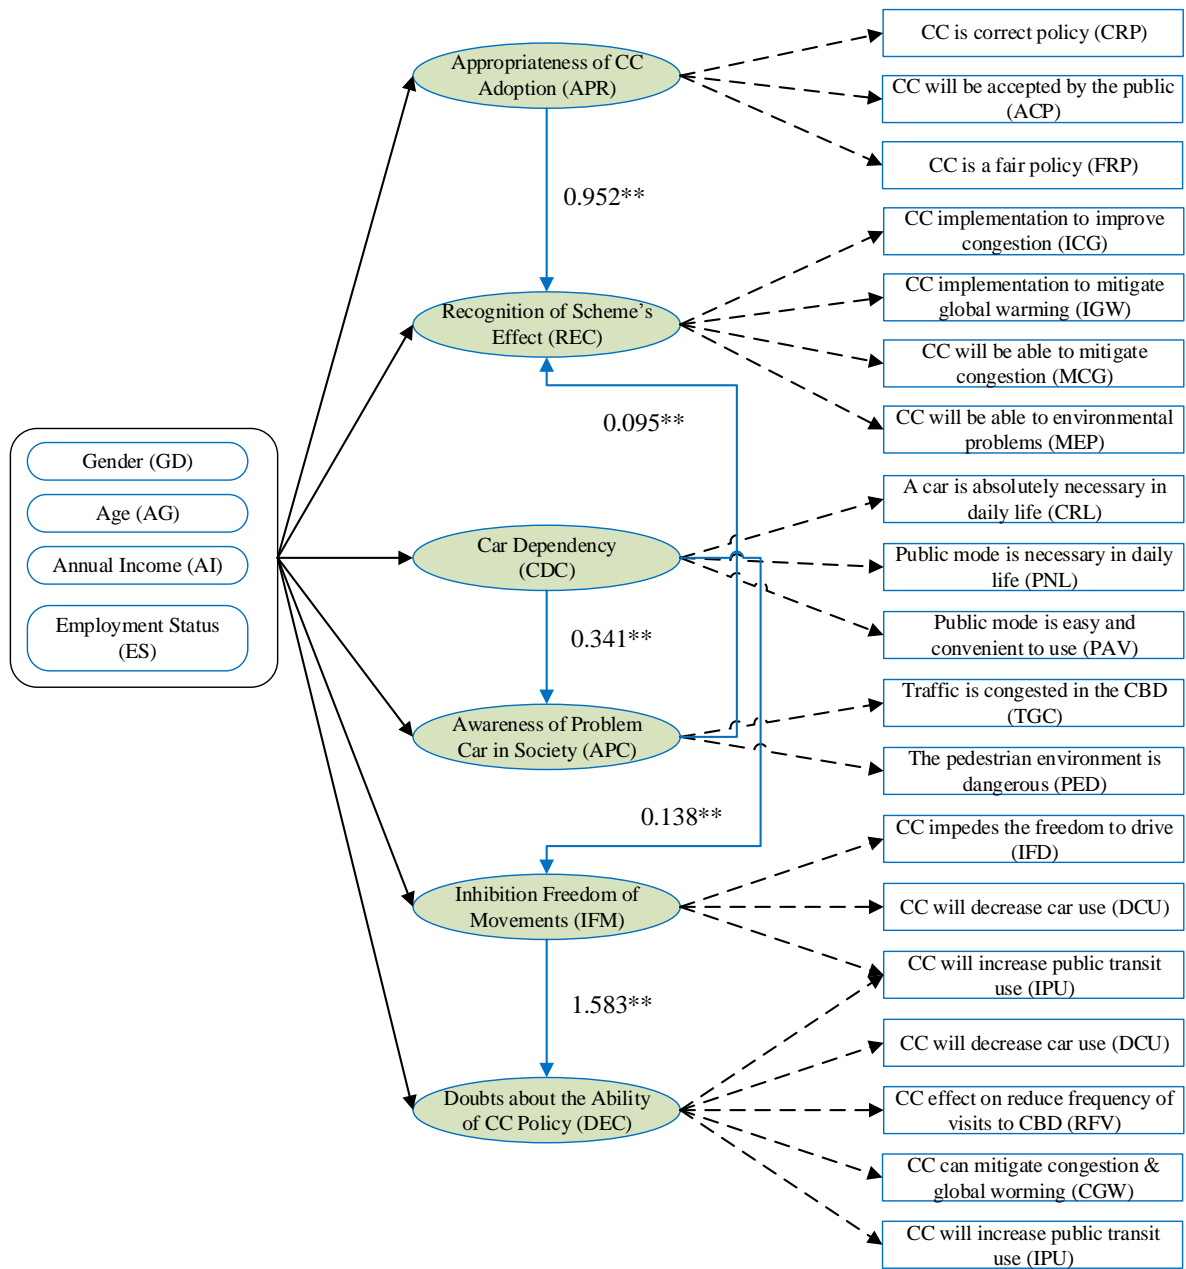 Gender (GD)
Age (AG)
Annual Income (AI)
Employment Status
(ES)
Appropriateness of CC
Adoption (APR)
0.952**
Recognition of Scheme’s
Effect (REC)
0.095**
Car Dependency
(CDC)
0.341**
Awareness of Problem
Car in Society (APC)
0.138**
Inhibition Freedom of
Movements (IFM)
1.583**
Doubts about the Ability
of CC Policy (DEC)
CC is correct policy (CRP)
CC will be accepted by the public
(ACP)
CC is a fair policy (FRP)
CC implementation to improve
congestion (ICG)
CC implementation to mitigate
global warming (IGW)
CC will be able to mitigate
congestion (MCG)
CC will be able to environmental
problems (MEP)
A car is absolutely necessary in
daily life (CRL)
Public mode is necessary in daily
life (PNL)
Public mode is easy and
convenient to use (PAV)
Traffic is congested in the CBD
(TGC)
The pedestrian environment is
dangerous (PED)
CC impedes the freedom to drive
(IFD)
CC will decrease car use (DCU)
CC will increase public transit
use (IPU)
CC will decrease car use (DCU)
CC effect on reduce frequency of
visits to CBD (RFV)
CC can mitigate congestion &
global worming (CGW)
CC will increase public transit
use (IPU)